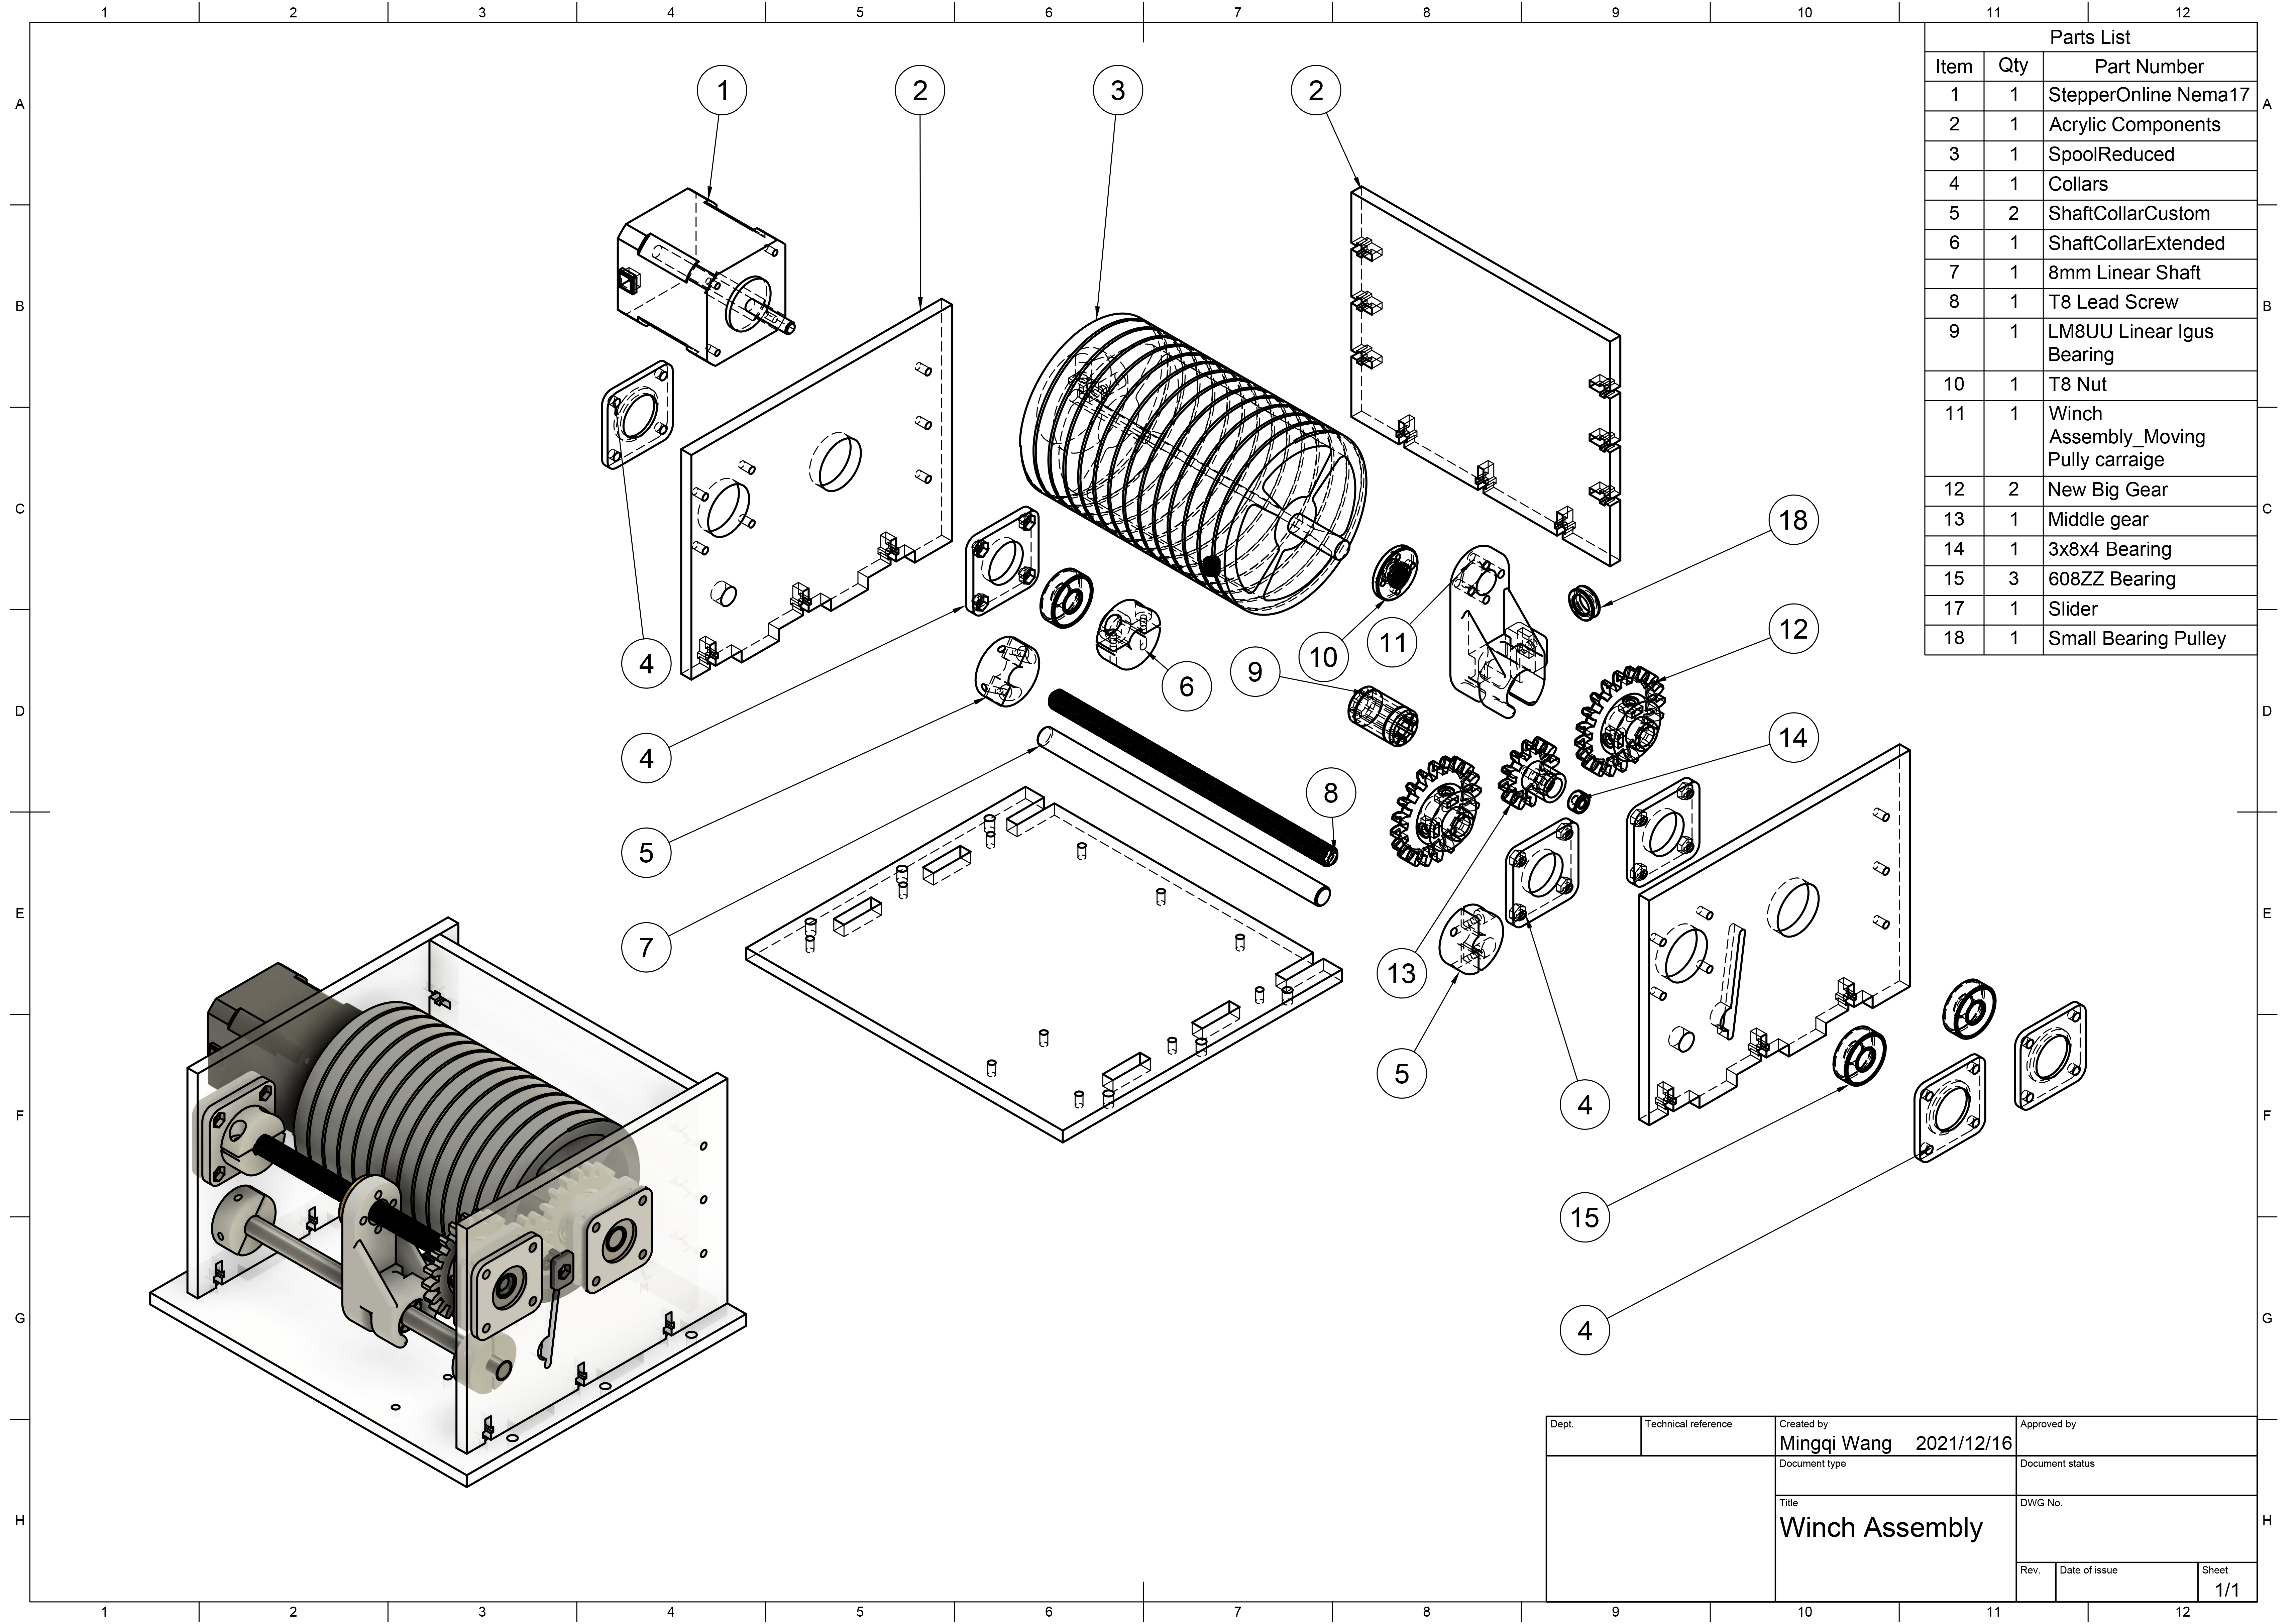 1 2 3 4 5 6 7 8 9 10 11 12
Parts List
Item Qty Part Number
1 1 StepperOnline Nema17
2 1 Acrylic Components
3 1 SpoolReduced
4 1 Collars
5 2 ShaftCollarCustom
6 1 ShaftCollarExtended
7 1 8mm Linear Shaft
8 1 T8 Lead Screw
9 1 LM8UU Linear Igus
Bearing
10 1 T8 Nut
11 1 Winch
Assembly_Moving
Pully carraige
12 2 New Big Gear
13 1 Middle gear
14 1 3x8x4 Bearing
15 3 608ZZ Bearing
17 1 Slider
18 1 Small Bearing Pulley
A A
B B
C C
D D
E E
F F
G G
H H
1 2 3 2
18
12
4 6 9 10 11
14
4
8
5
7
13
5 4
15
4
Dept. Technical reference Created by Approved by
Mingqi Wang 2021/12/16
Document type Document status
Title DWG No.
Winch Assembly
Rev. Date of issue Sheet
1/1
1 2 3 4 5 6 7 8 9 10 11 12